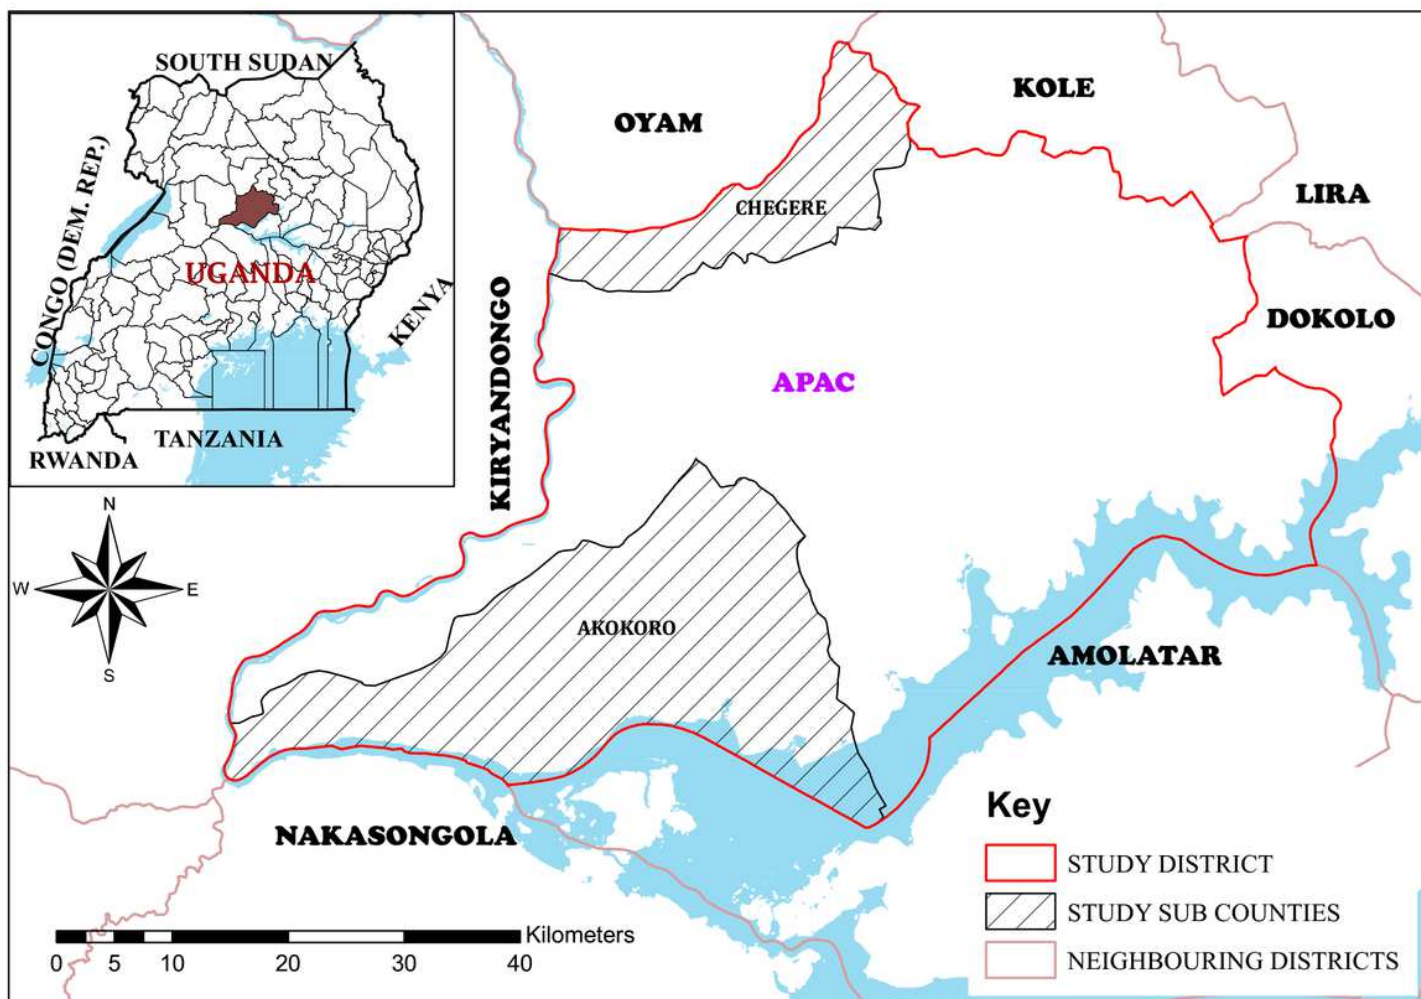 SOUTH SUDAN
CONGO (DEM. REP.)
UGANDA
KENYA
TANZANIA
RWANDA
OYAM
KOLE
LIRA
CHEGERE
DOKOLO
KIRYANDONGO
APAC
N
W
E
S
AKOKORO
AMOLATAR
NAKASONGOLA
Key
STUDY DISTRICT
STUDY SUB COUNTIES
NEIGHBOURING DISTRICTS
Kilometers
0 5 10 20 30 40